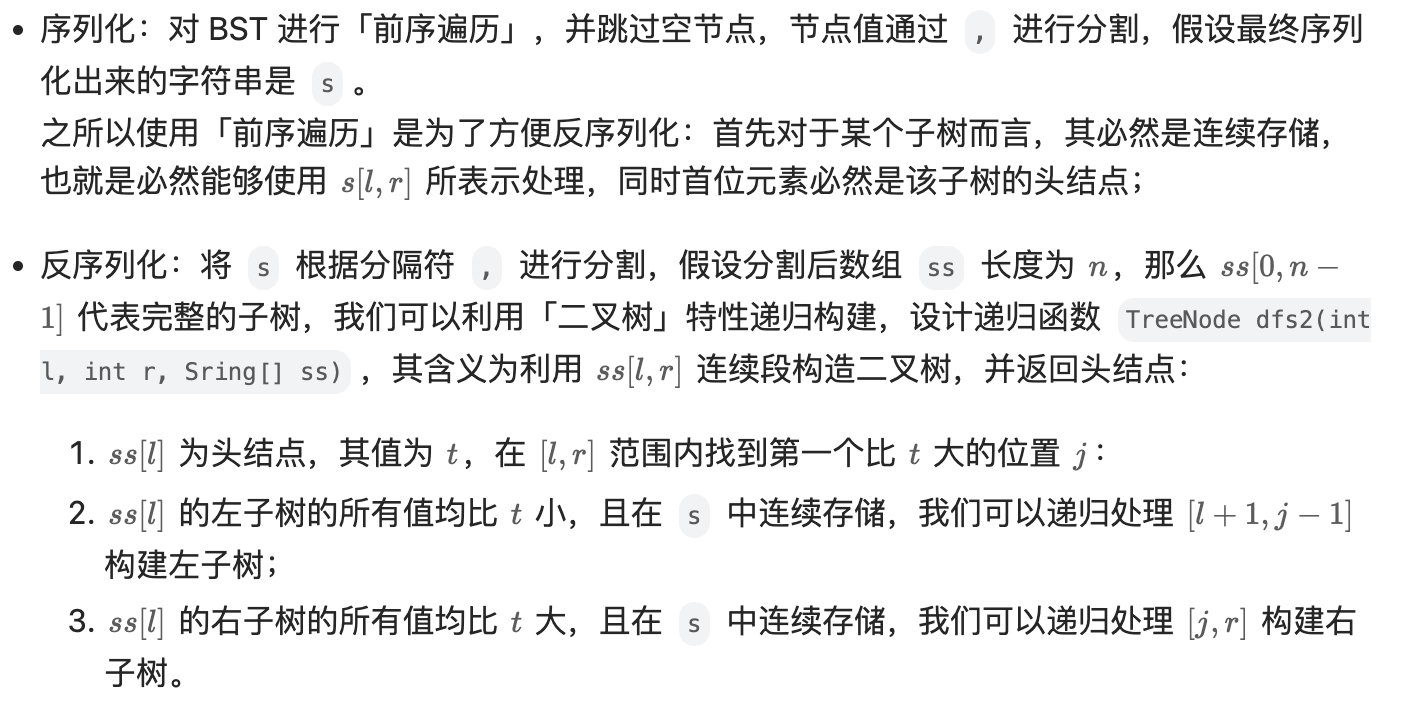 • 序列化：对 BST 进行「前序遍历」，并跳过空节点，节点值通过 , 进行分割，假设最终序列
化出来的字符串是 s 。
之所以使用「前序遍历」是为了方便反序列化：首先对于某个子树而言，其必然是连续存储，
也就是必然能够使用 s[l, r] 所表示处理，同时首位元素必然是该子树的头结点；
• 反序列化：将 s 根据分隔符 , 进行分割，假设分割后数组 ss 长度为 n，那么 ss[0, n −
1] 代表完整的子树，我们可以利用「二叉树」特性递归构建，设计递归函数 TreeNode dfs2(int
l, int r, Sring[] ss) ，其含义为利用 ss[l, r] 连续段构造二叉树，并返回头结点：
1. ss[l] 为头结点，其值为 t，在 [l, r] 范围内找到第一个比 t 大的位置 j：
2. ss[l] 的左子树的所有值均比 t 小，且在 s 中连续存储，我们可以递归处理 [l + 1, j − 1]
构建左子树；
3. ss[l] 的右子树的所有值均比 t 大，且在 s 中连续存储，我们可以递归处理 [j, r] 构建右
子树。